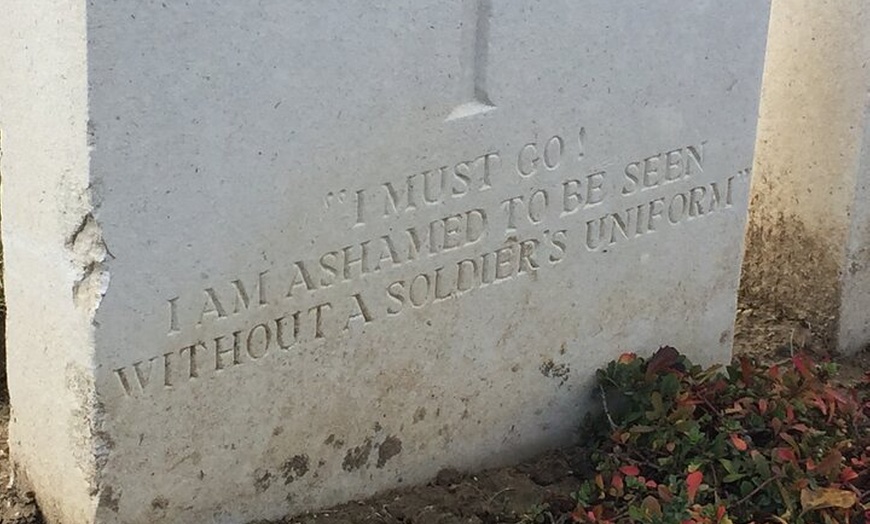 "I MUST GO!
I AM ASHAMED TO BE SEEN
WITHOUT A SOLDIER'S UNIFORM"